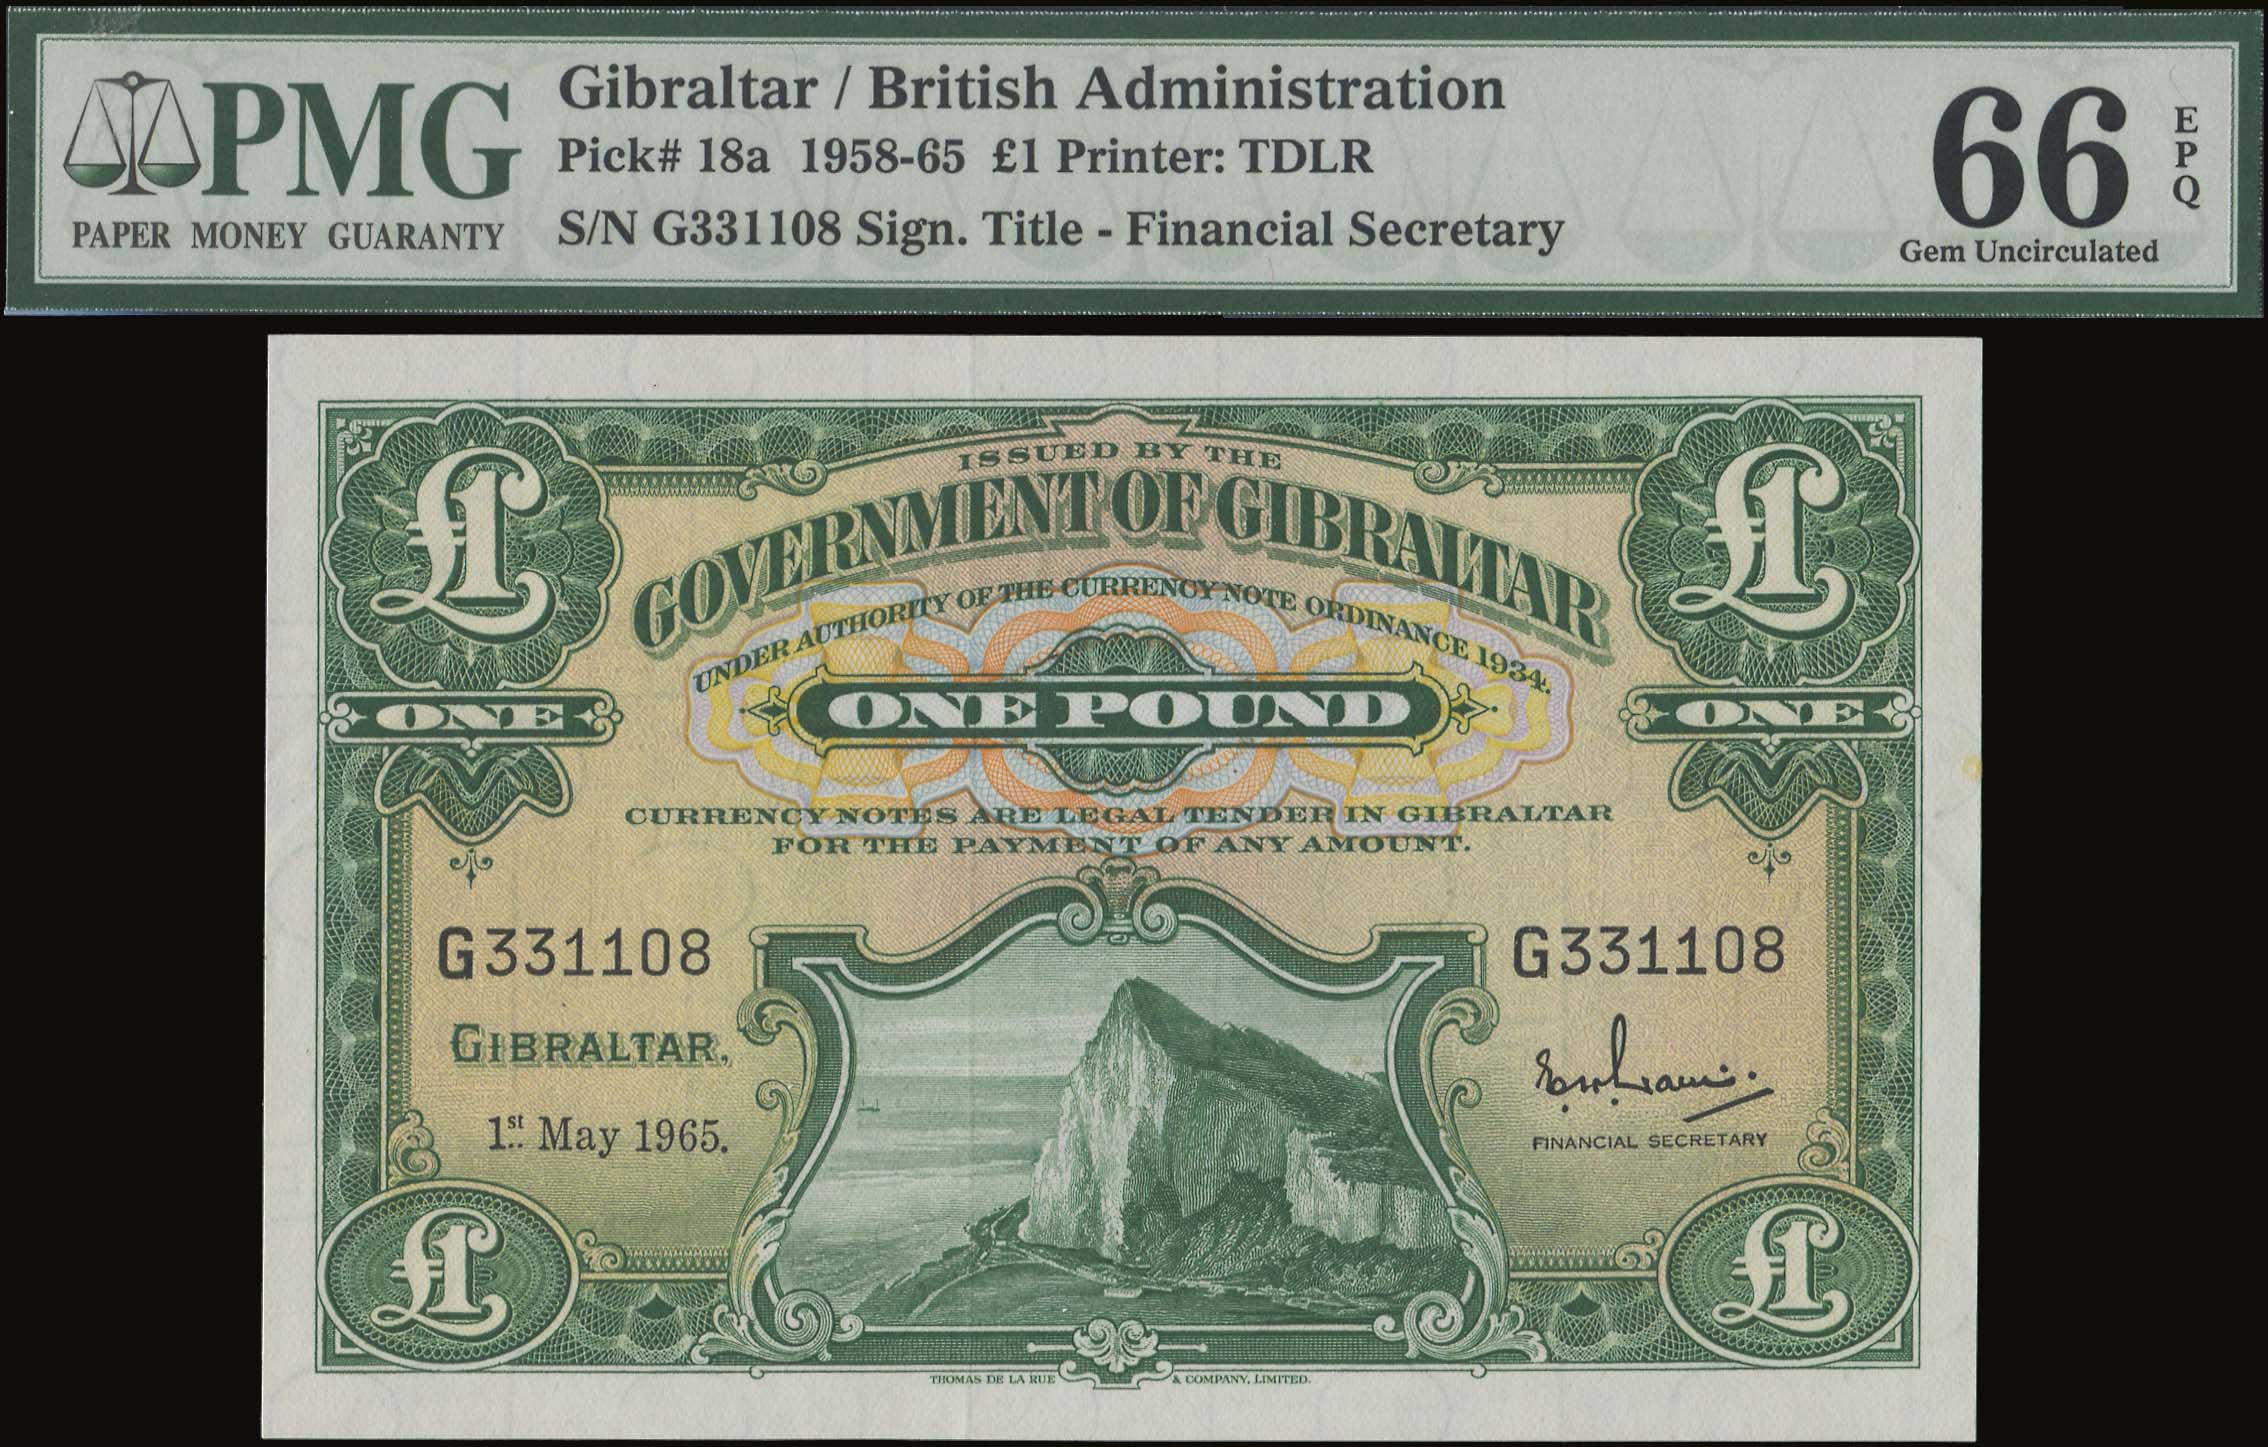 PMG
PAPER MONEY GUARANTY
Gibraltar / British Administration
Pick# 18a 1958-65 £1 Printer: TDLR
S/N G331108 Sign. Title - Financial Secretary
66
EPQ
Gem Uncirculated
ISSUED BY THE
GOVERNMENT OF GIBRALTAR
UNDER AUTHORITY OF THE CURRENCY NOTE ORDINANCE 1934.
£1
£1
ONE
ONE POUND
ONE
CURRENCY NOTES ARE LEGAL TENDER IN GIBRALTAR
FOR THE PAYMENT OF ANY AMOUNT.
G331108
G331108
GIBRALTAR,
1st May 1965.
FINANCIAL SECRETARY
£1
£1
THOMAS DE LA RUE & COMPANY, LIMITED.